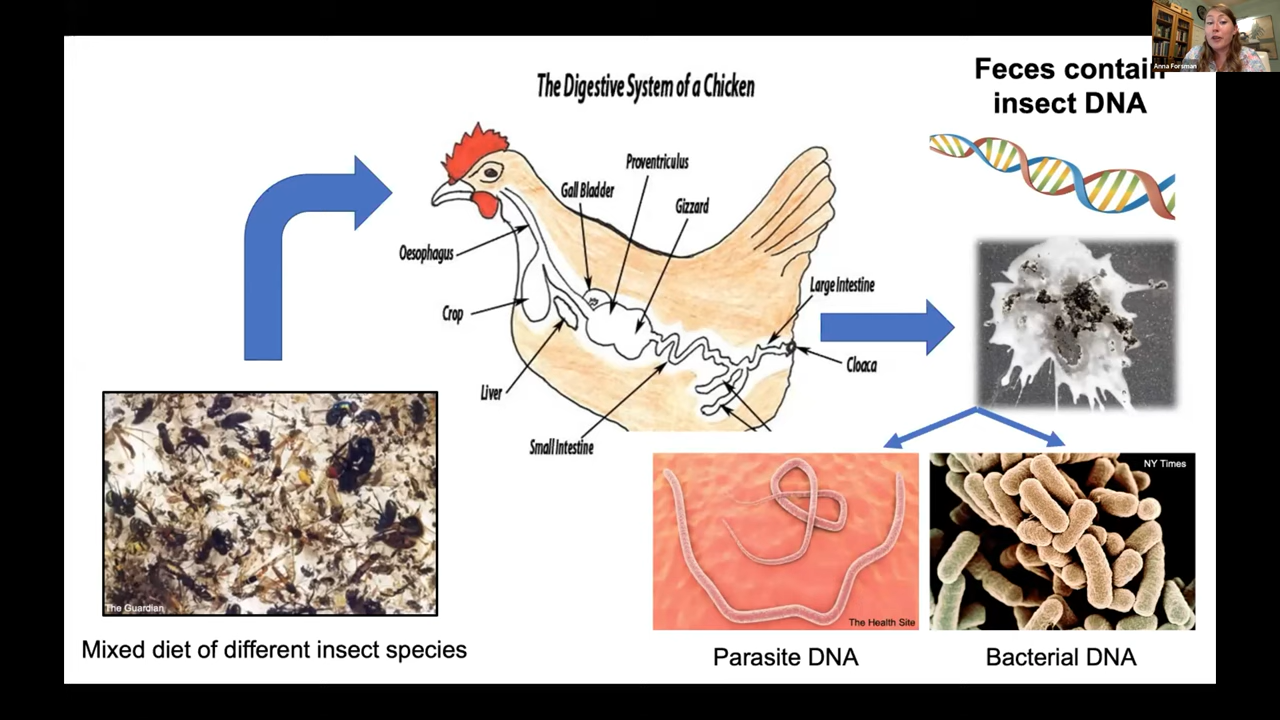 Anna Forsman
Feces contain
insect DNA
The Digestive System of a Chicken
Proventriculus
Gall Bladder
Gizzard
Oesophagus
Large Intestine
Crop
Cloaca
Liver
Small Intestine
NY Times
The Guardian
The Health Site
Mixed diet of different insect species
Parasite DNA
Bacterial DNA